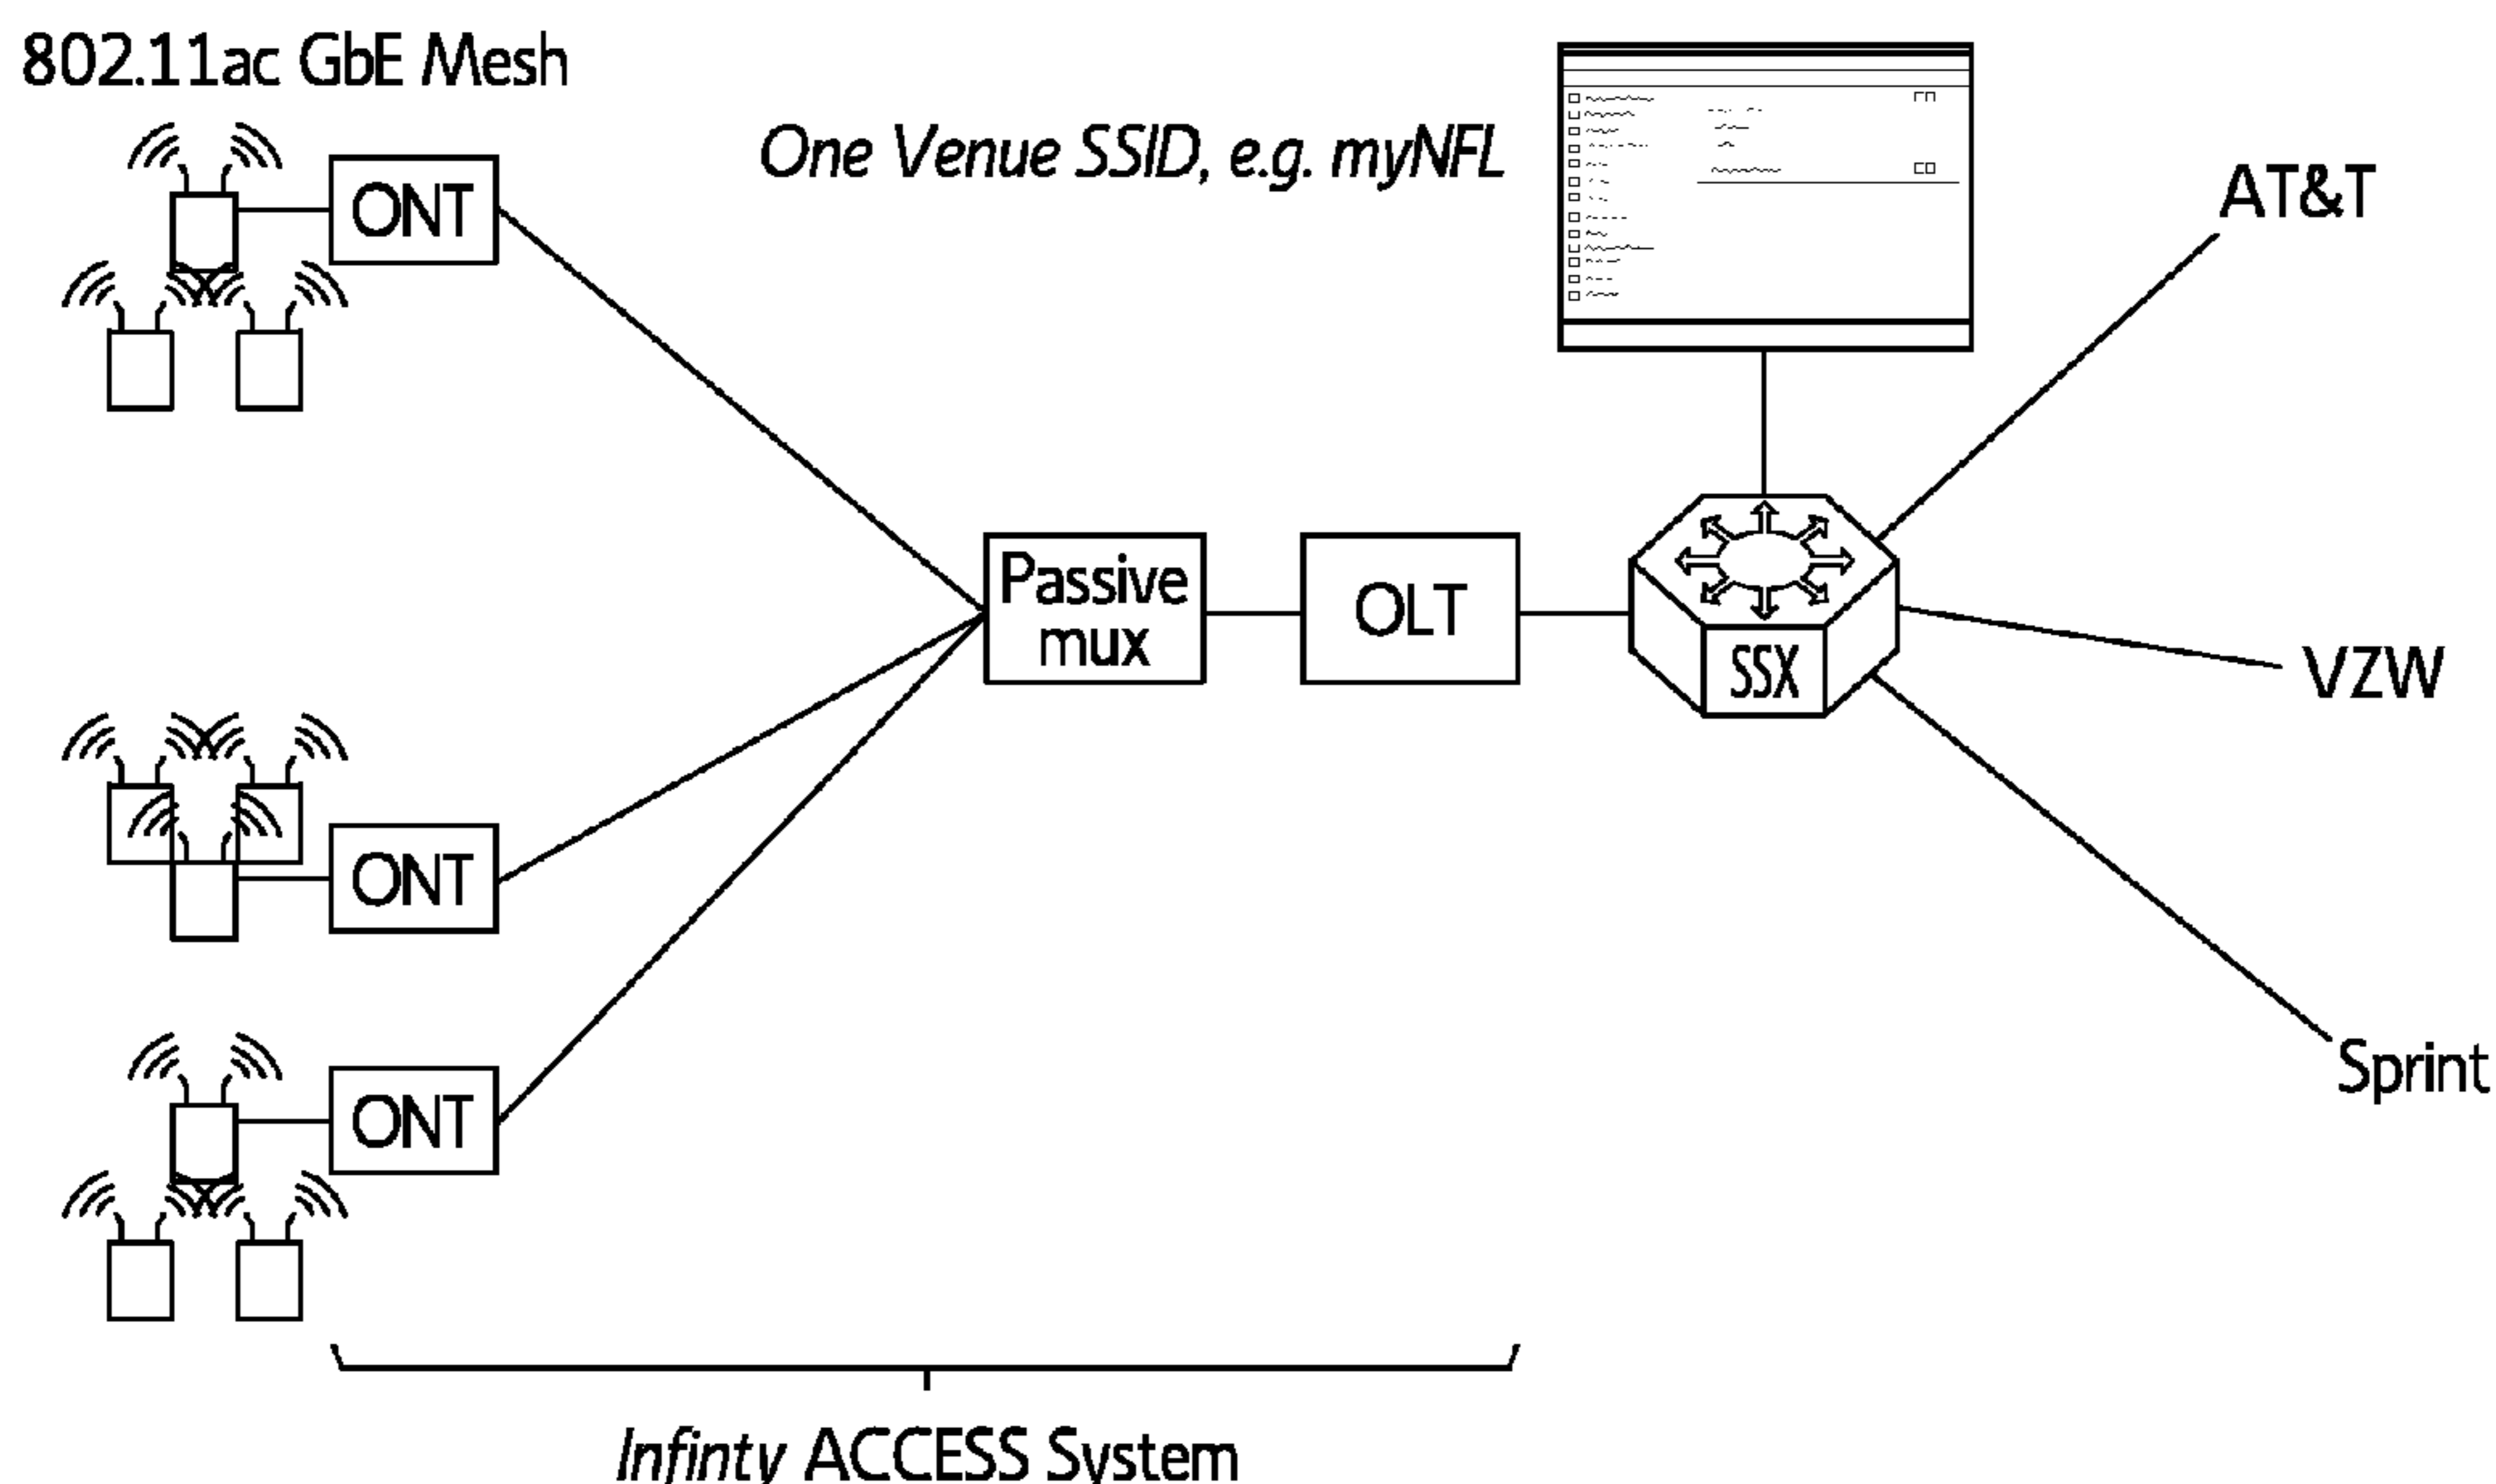 802.11ac GbE Mesh
One Venue SSID, e.g. myNFL
ONT
AT&T
Passive
mux
OLT
SSX
VZW
ONT
ONT
Sprint
Infinty ACCESS System